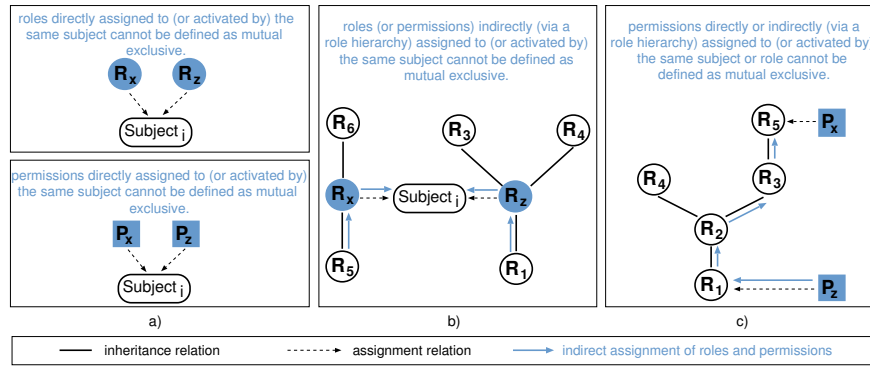 roles directly assigned to (or activated by) the
same subject cannot be defined as mutual
exclusive.
Rx Rz
Subject i
permissions directly assigned to (or activated by)
the same subject cannot be defined as mutual
exclusive.
Px Pz
Subject i
a)
roles (or permissions) indirectly (via a
role hierarchy) assigned to (or activated by)
the same subject cannot be defined as
mutual exclusive.
R6 R3 R4
Rx Subject i Rz
R5 R1
b)
permissions directly or indirectly (via a
role hierarchy) assigned to (or activated by)
the same subject or role cannot be
defined as mutual exclusive.
R5 Px
R4 R3
R2
R1 Pz
c)
inheritance relation assignment relation indirect assignment of roles and permissions